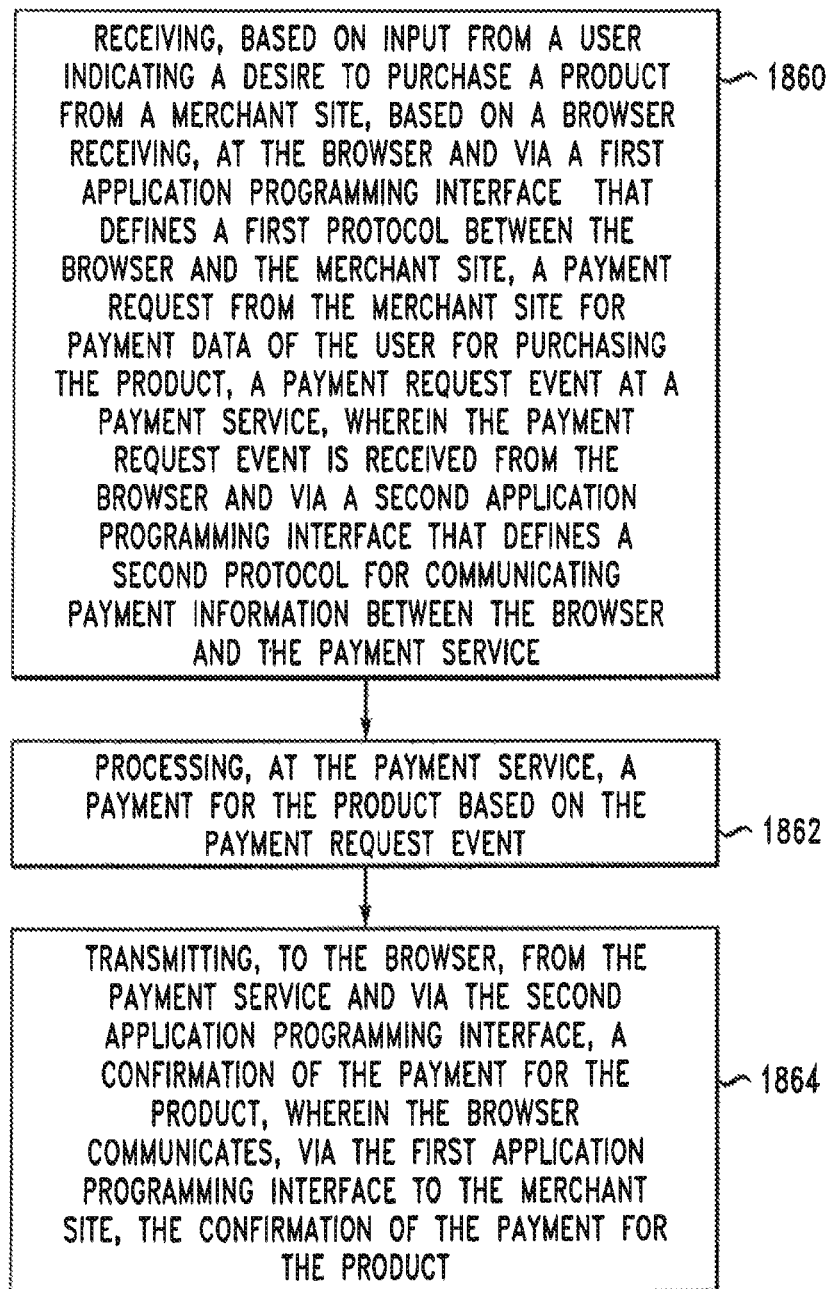 RECEIVING, BASED ON INPUT FROM A USER
INDICATING A DESIRE TO PURCHASE A PRODUCT
FROM A MERCHANT SITE, BASED ON A BROWSER
RECEIVING, AT THE BROWSER AND VIA A FIRST
APPLICATION PROGRAMMING INTERFACE THAT
DEFINES A FIRST PROTOCOL BETWEEN THE
BROWSER AND THE MERCHANT SITE, A PAYMENT
REQUEST FROM THE MERCHANT SITE FOR
PAYMENT DATA OF THE USER FOR PURCHASING
THE PRODUCT, A PAYMENT REQUEST EVENT AT A
PAYMENT SERVICE, WHEREIN THE PAYMENT
REQUEST EVENT IS RECEIVED FROM THE
BROWSER AND VIA A SECOND APPLICATION
PROGRAMMING INTERFACE THAT DEFINES A
SECOND PROTOCOL FOR COMMUNICATING
PAYMENT INFORMATION BETWEEN THE BROWSER
AND THE PAYMENT SERVICE
1860
PROCESSING, AT THE PAYMENT SERVICE, A
PAYMENT FOR THE PRODUCT BASED ON THE
PAYMENT REQUEST EVENT
1862
TRANSMITTING, TO THE BROWSER, FROM THE
PAYMENT SERVICE AND VIA THE SECOND
APPLICATION PROGRAMMING INTERFACE, A
CONFIRMATION OF THE PAYMENT FOR THE
PRODUCT, WHEREIN THE BROWSER
COMMUNICATES, VIA THE FIRST APPLICATION
PROGRAMMING INTERFACE TO THE MERCHANT
SITE, THE CONFIRMATION OF THE PAYMENT FOR
THE PRODUCT
1864